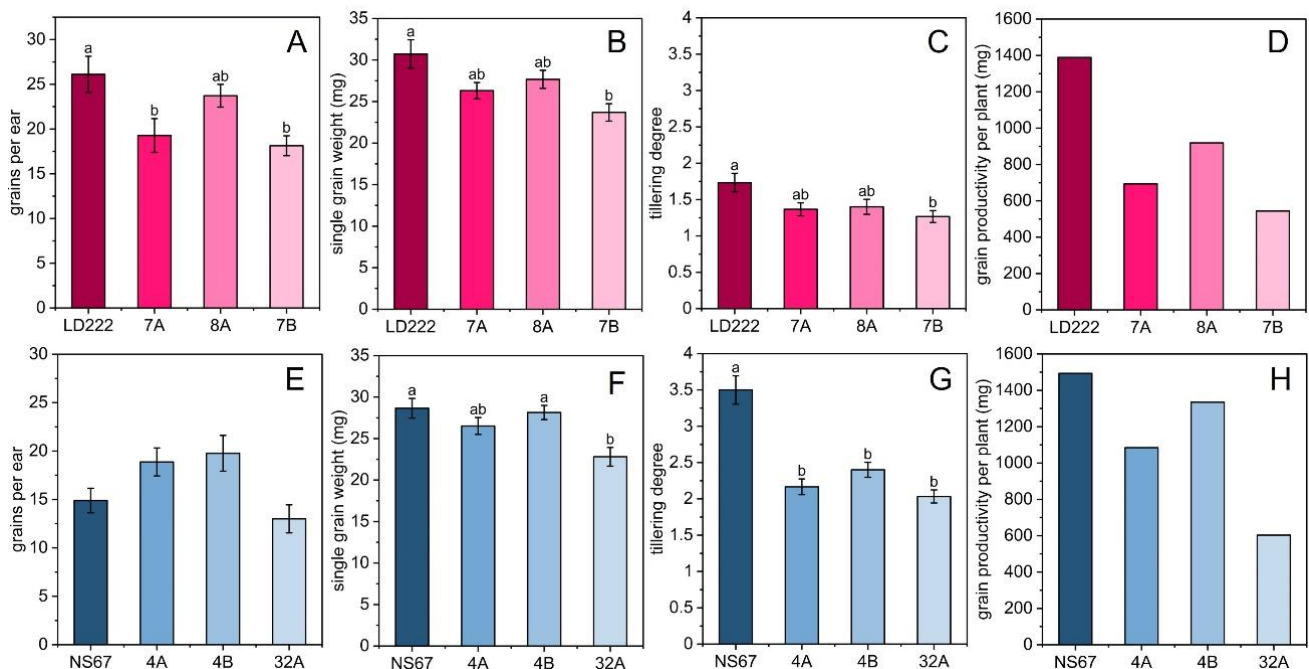 A
grains per ear
30
25
20
15
10
5
0
a
b
ab
b
LD222 7A 8A 7B
B
single grain weight (mg)
35
30
25
20
15
10
5
0
a
ab
ab
b
LD222 7A 8A 7B
C
tillering degree
4
3.5
3
2.5
2
1.5
1
0.5
0
a
ab
ab
b
LD222 7A 8A 7B
D
grain productivity per plant (mg)
1600
1400
1200
1000
800
600
400
200
0
LD222 7A 8A 7B
E
grains per ear
30
25
20
15
10
5
0
NS67 4A 4B 32A
F
single grain weight (mg)
35
30
25
20
15
10
5
0
a
ab
a
b
NS67 4A 4B 32A
G
tillering degree
4
3.5
3
2.5
2
1.5
1
0.5
0
a
b
b
b
NS67 4A 4B 32A
H
grain productivity per plant (mg)
1600
1400
1200
1000
800
600
400
200
0
NS67 4A 4B 32A